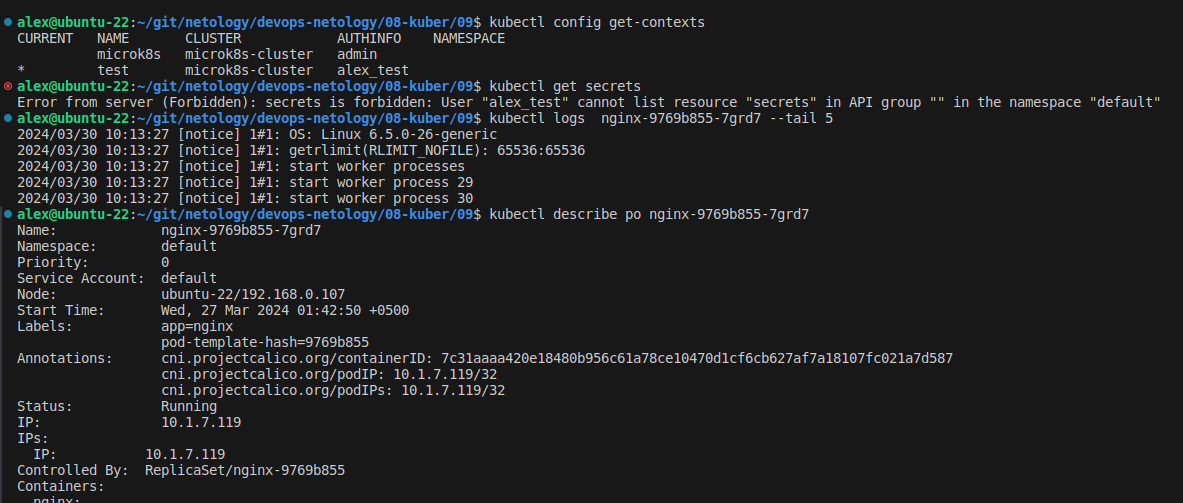 alex@ubuntu-22:~/git/netology/devops-netology/08-kuber/09$ kubectl config get-contexts
CURRENT   NAME       CLUSTER            AUTHINFO    NAMESPACE
          microk8s   microk8s-cluster   admin
*         test       microk8s-cluster   alex_test
alex@ubuntu-22:~/git/netology/devops-netology/08-kuber/09$ kubectl get secrets
Error from server (Forbidden): secrets is forbidden: User "alex_test" cannot list resource "secrets" in API group "" in the namespace "default"
alex@ubuntu-22:~/git/netology/devops-netology/08-kuber/09$ kubectl logs  nginx-9769b855-7grd7 --tail 5
2024/03/30 10:13:27 [notice] 1#1: OS: Linux 6.5.0-26-generic
2024/03/30 10:13:27 [notice] 1#1: getrlimit(RLIMIT_NOFILE): 65536:65536
2024/03/30 10:13:27 [notice] 1#1: start worker processes
2024/03/30 10:13:27 [notice] 1#1: start worker process 29
2024/03/30 10:13:27 [notice] 1#1: start worker process 30
alex@ubuntu-22:~/git/netology/devops-netology/08-kuber/09$ kubectl describe po nginx-9769b855-7grd7
Name:             nginx-9769b855-7grd7
Namespace:        default
Priority:         0
Service Account:  default
Node:             ubuntu-22/192.168.0.107
Start Time:       Wed, 27 Mar 2024 01:42:50 +0500
Labels:           app=nginx
                  pod-template-hash=9769b855
Annotations:      cni.projectcalico.org/containerID: 7c31aaaa420e18480b956c61a78ce10470d1cf6cb627af7a18107fc021a7d587
                  cni.projectcalico.org/podIP: 10.1.7.119/32
                  cni.projectcalico.org/podIPs: 10.1.7.119/32
Status:           Running
IP:               10.1.7.119
IPs:
  IP:           10.1.7.119
Controlled By:  ReplicaSet/nginx-9769b855
Containers:
  nginx: